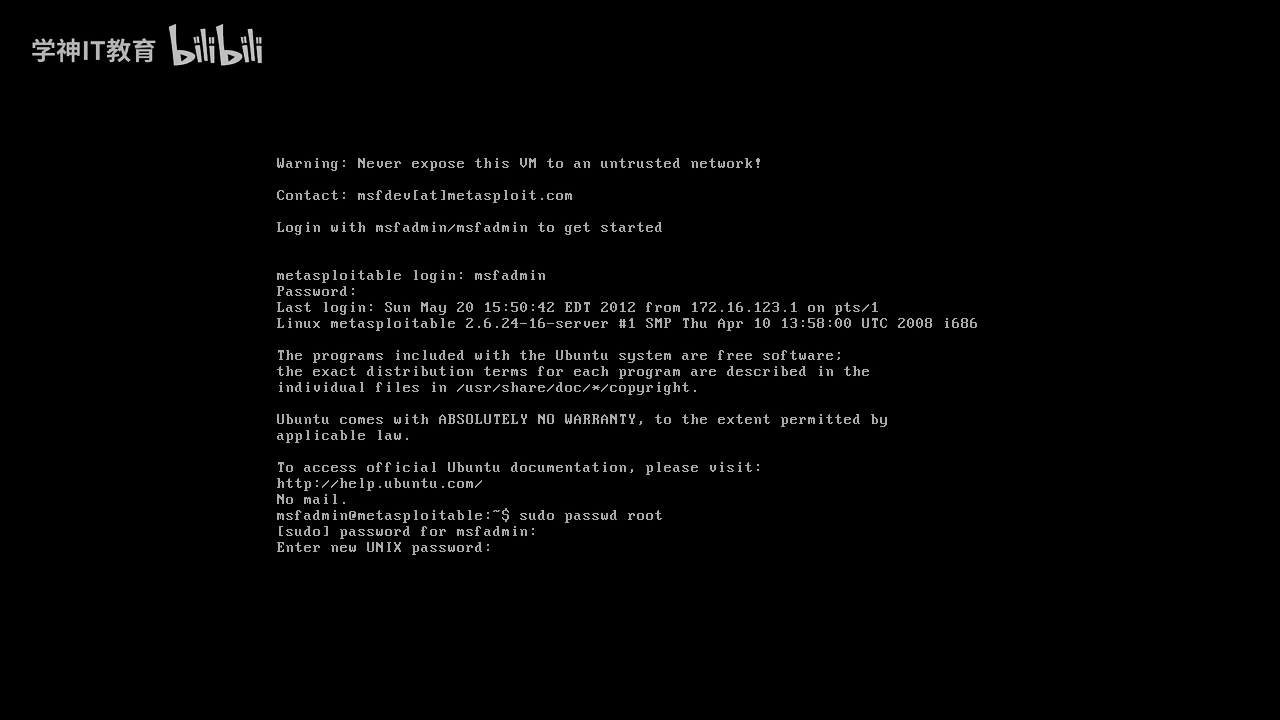 学神IT教育 bilibili
Warning: Never expose this VM to an untrusted network!
Contact: msfdev[at]metasploit.com
Login with msfadmin/msfadmin to get started
metasploitable login: msfadmin
Password:
Last login: Sun May 20 15:50:42 EDT 2012 from 172.16.123.1 on pts/1
Linux metasploitable 2.6.24-16-server #1 SMP Thu Apr 10 13:58:00 UTC 2008 i686
The programs included with the Ubuntu system are free software;
the exact distribution terms for each program are described in the
individual files in /usr/share/doc/*/copyright.
Ubuntu comes with ABSOLUTELY NO WARRANTY, to the extent permitted by
applicable law.
To access official Ubuntu documentation, please visit:
http://help.ubuntu.com/
No mail.
msfadmin@metasploitable:~$ sudo passwd root
[sudo] password for msfadmin:
Enter new UNIX password: